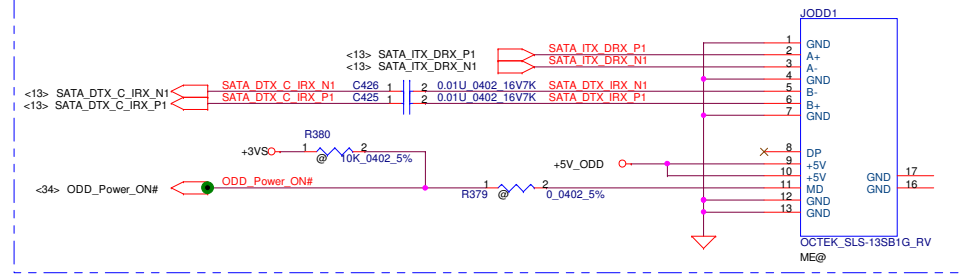 JODD1
1 GND
<13> SATA_ITX_DRX_P1 SATA_ITX_DRX_P1 2 A+
<13> SATA_ITX_DRX_N1 SATA_ITX_DRX_N1 3 A-
4 GND
<13> SATA_DTX_C_IRX_N1 SATA_DTX_C_IRX_N1 C426 1 2 0.01U_0402_16V7K SATA_DTX_IRX_N1 5 B-
<13> SATA_DTX_C_IRX_P1 SATA_DTX_C_IRX_P1 C425 1 2 0.01U_0402_16V7K SATA_DTX_IRX_P1 6 B+
7 GND
R380
+3VS 1 2 8 DP
@ 10K_0402_5% +5V_ODD 9 +5V
10 +5V GND 17
<34> ODD_Power_ON# ODD_Power_ON# 1 2 11 MD GND 16
R379 @ 0_0402_5% 12 GND
13 GND
OCTEK_SLS-13SB1G_RV
ME@